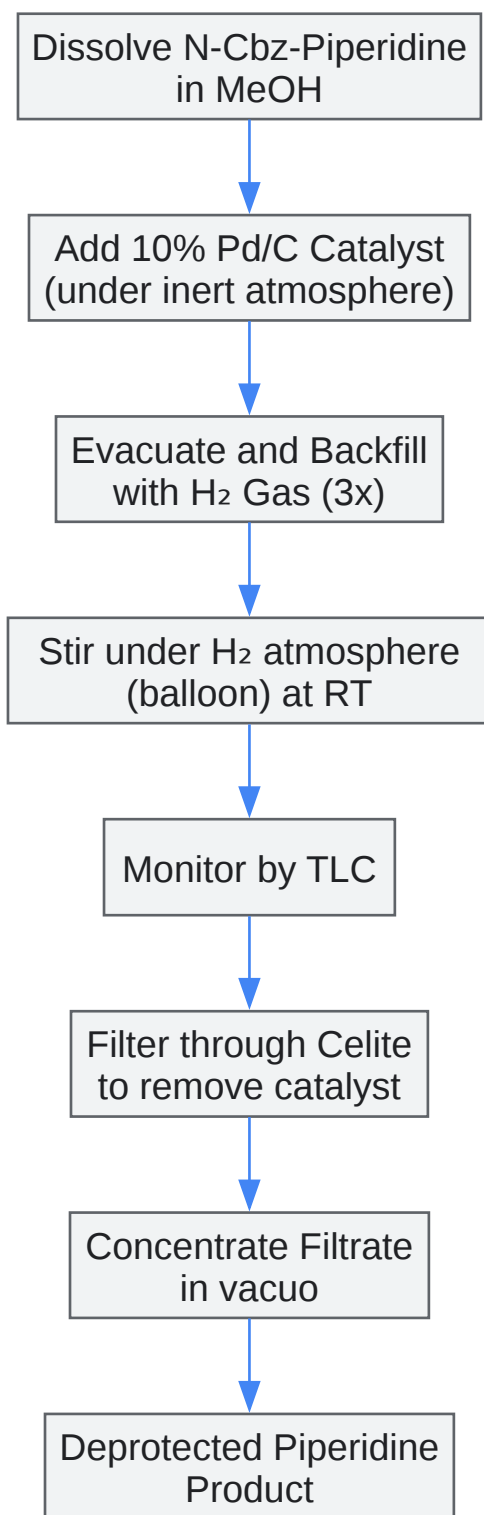 Dissolve N-Cbz-Piperidine
in MeOH
Add 10% Pd/C Catalyst
(under inert atmosphere)
Evacuate and Backfill
with H₂ Gas (3x)
Stir under H₂ atmosphere
(balloon) at RT
Monitor by TLC
Filter through Celite
to remove catalyst
Concentrate Filtrate
in vacuo
Deprotected Piperidine
Product